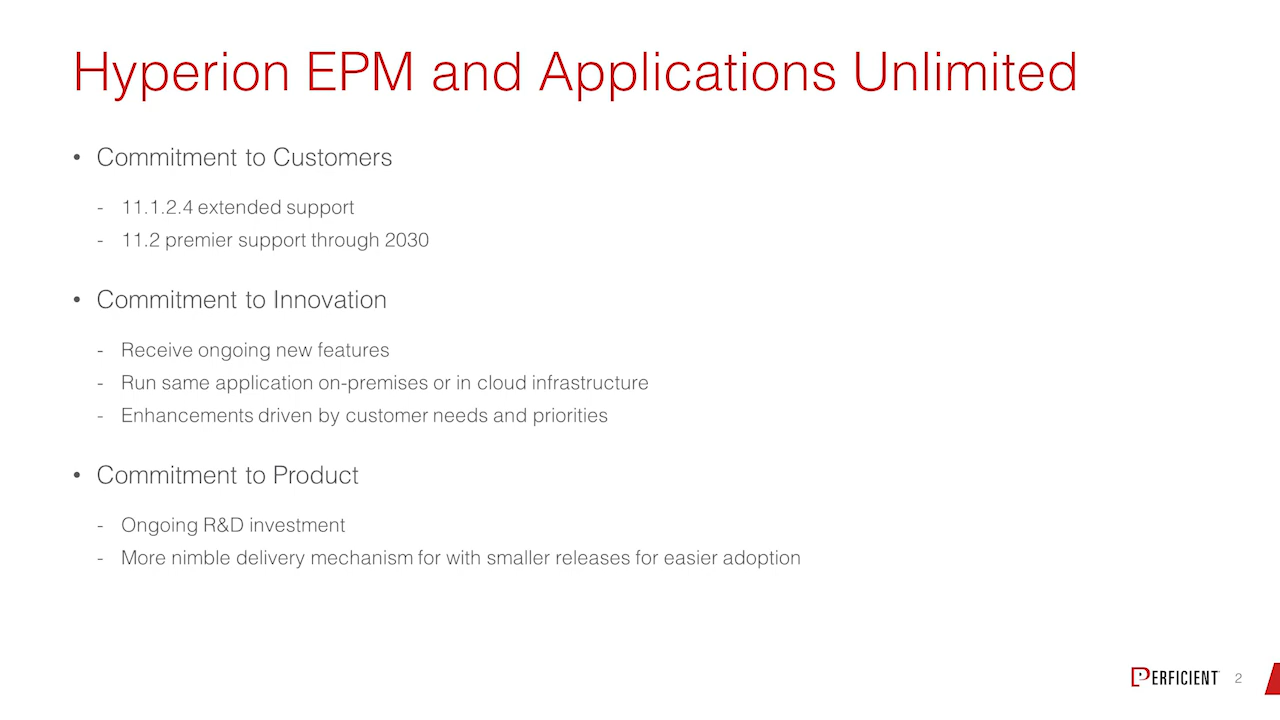 Hyperion EPM and Applications Unlimited
• Commitment to Customers
- 11.1.2.4 extended support
- 11.2 premier support through 2030
• Commitment to Innovation
- Receive ongoing new features
- Run same application on-premises or in cloud infrastructure
- Enhancements driven by customer needs and priorities
• Commitment to Product
- Ongoing R&D investment
- More nimble delivery mechanism for with smaller releases for easier adoption
PERFICIENT 2